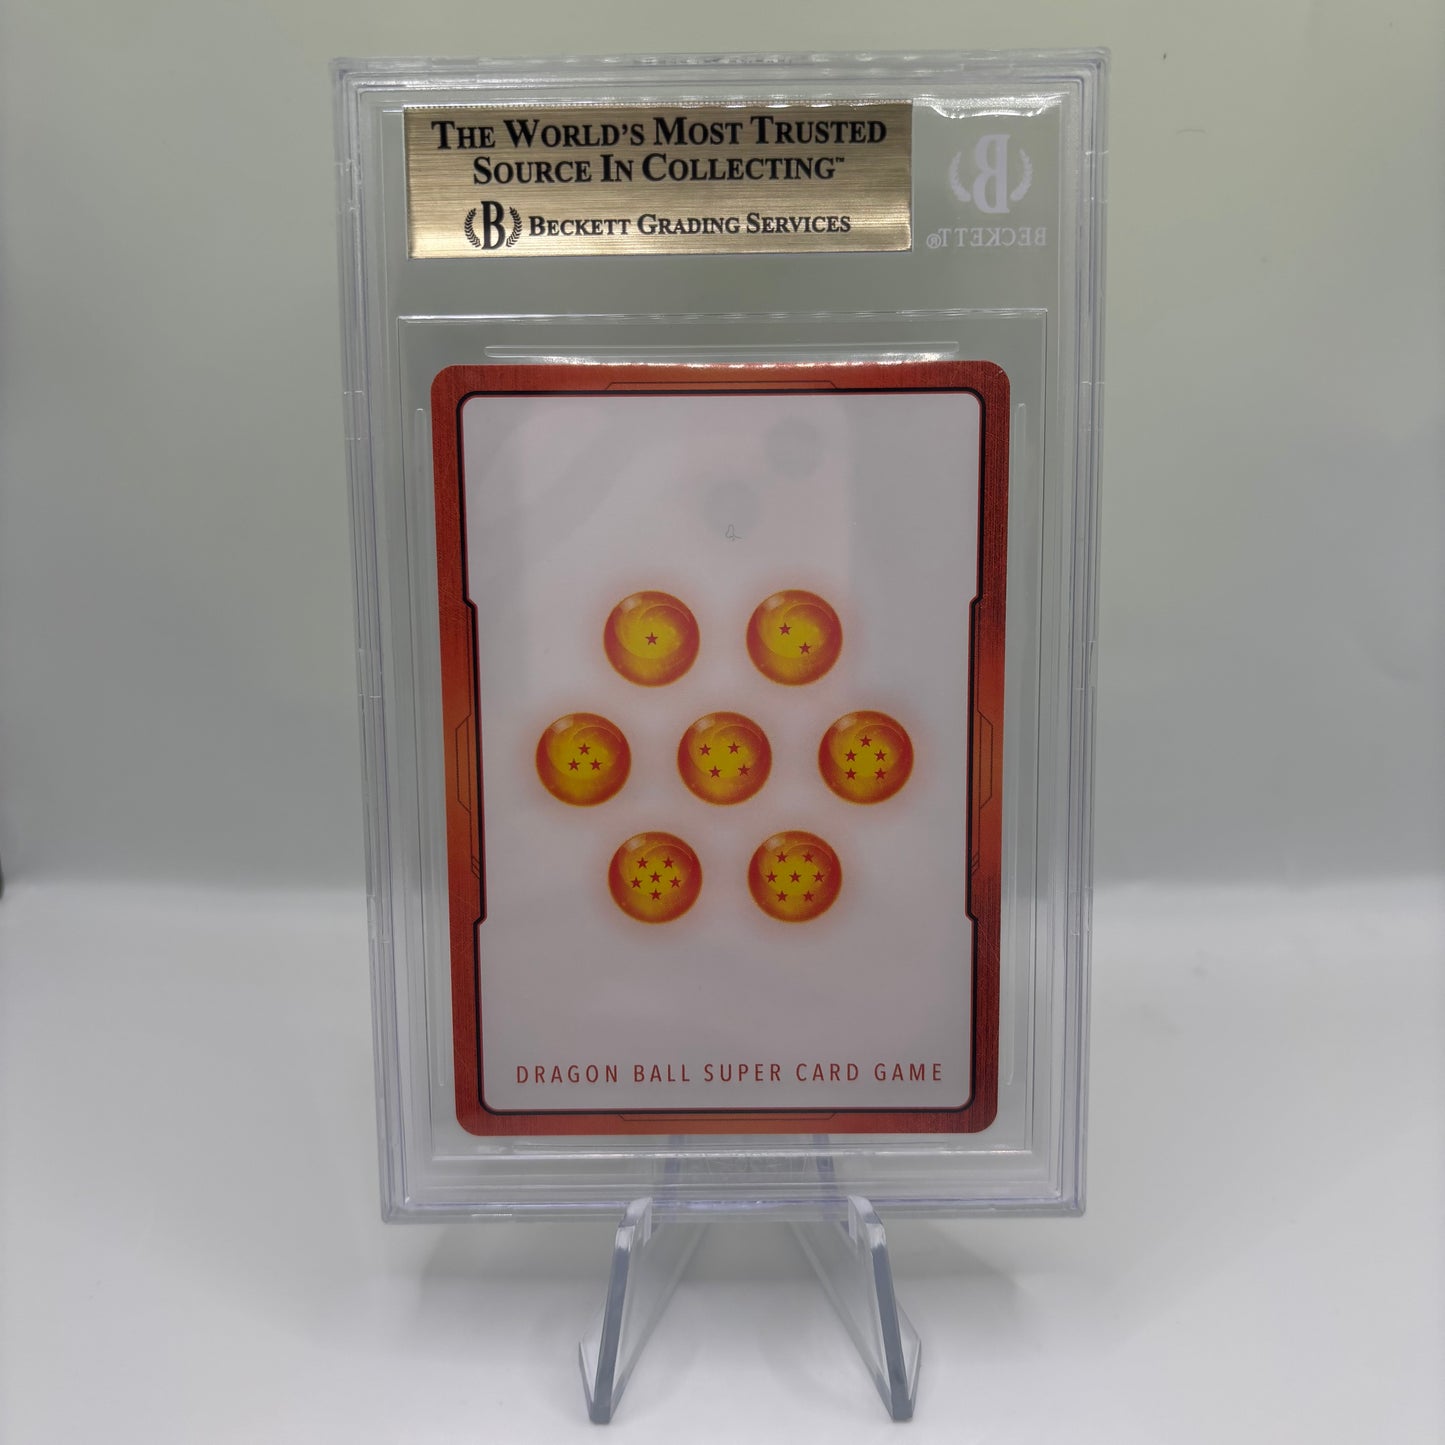 THE WORLD'S MOST TRUSTED
SOURCE IN COLLECTING™
B BECKETT GRADING SERVICES
B
BECKETT®
DRAGON BALL SUPER CARD GAME